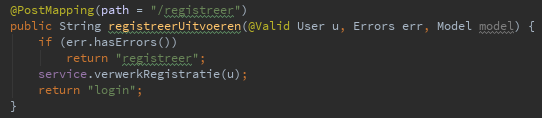 @PostMapping(path = "/registreer")
public String registreerUitvoeren(@Valid User u, Errors err, Model model) {
    if (err.hasErrors())
        return "registreer";
    service.verwerkRegistratie(u);
    return "login";
}